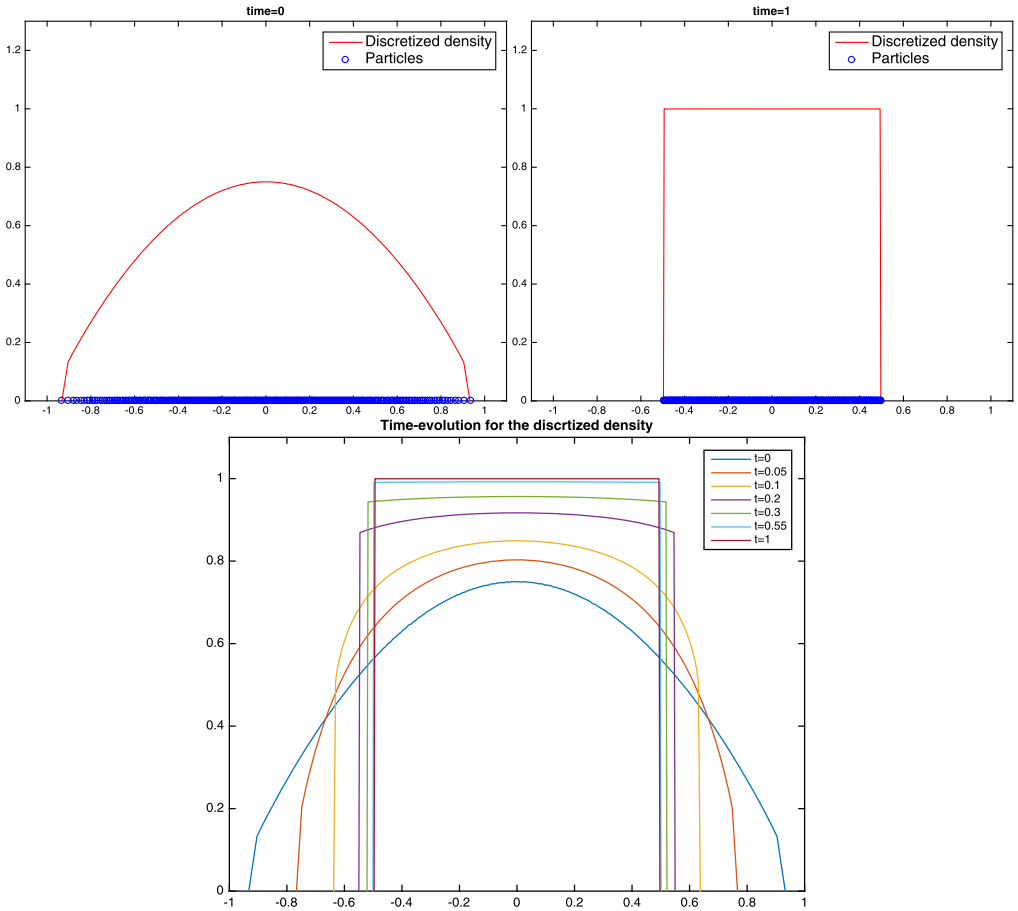 time=0
1.2
1
0.8
0.6
0.4
0.2
0
-1 -0.8 -0.6 -0.4 -0.2 0 0.2 0.4 0.6 0.8 1
Discretized density
Particles
time=1
1.2
1
0.8
0.6
0.4
0.2
0
-1 -0.8 -0.6 -0.4 -0.2 0 0.2 0.4 0.6 0.8 1
Discretized density
Particles
Time-evolution for the discrtized density
1
0.8
0.6
0.4
0.2
0
-1 -0.8 -0.6 -0.4 -0.2 0 0.2 0.4 0.6 0.8 1
t=0
t=0.05
t=0.1
t=0.2
t=0.3
t=0.55
t=1